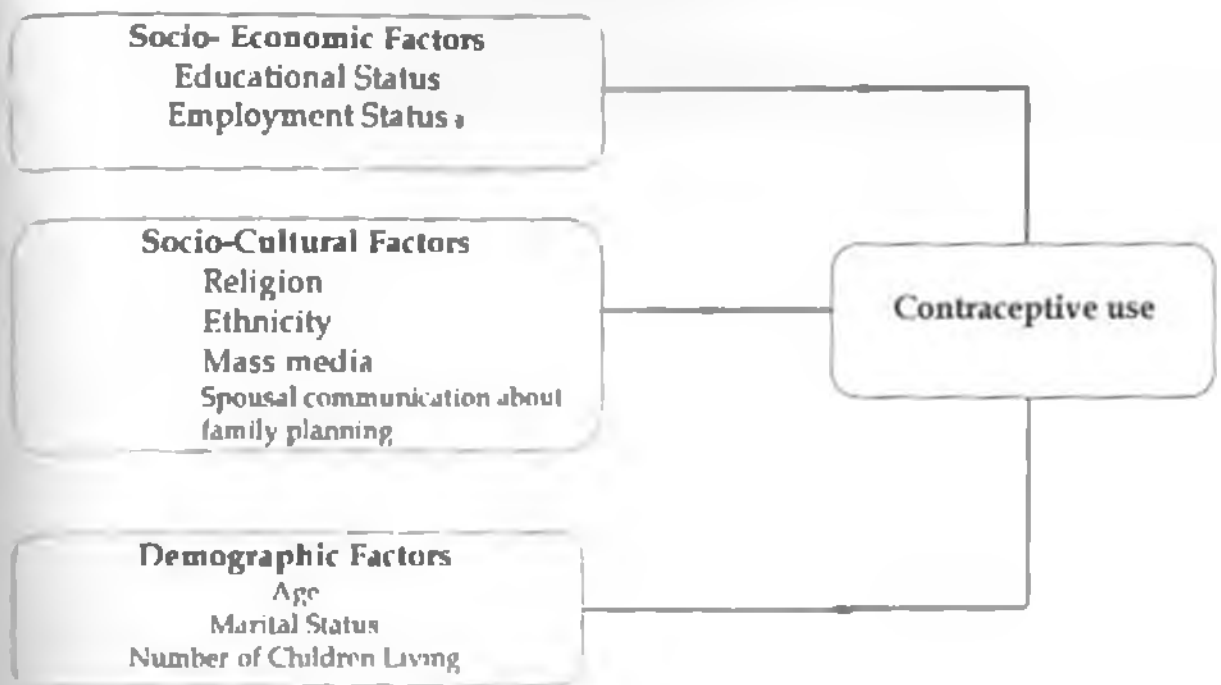 Socio- Economic Factors
Educational Status
Employment Status
Socio-Cultural Factors
Religion
Ethnicity
Mass media
Spousal communication about
family planning
Contraceptive use
Demographic Factors
Age
Marital Status
Number of Children Living